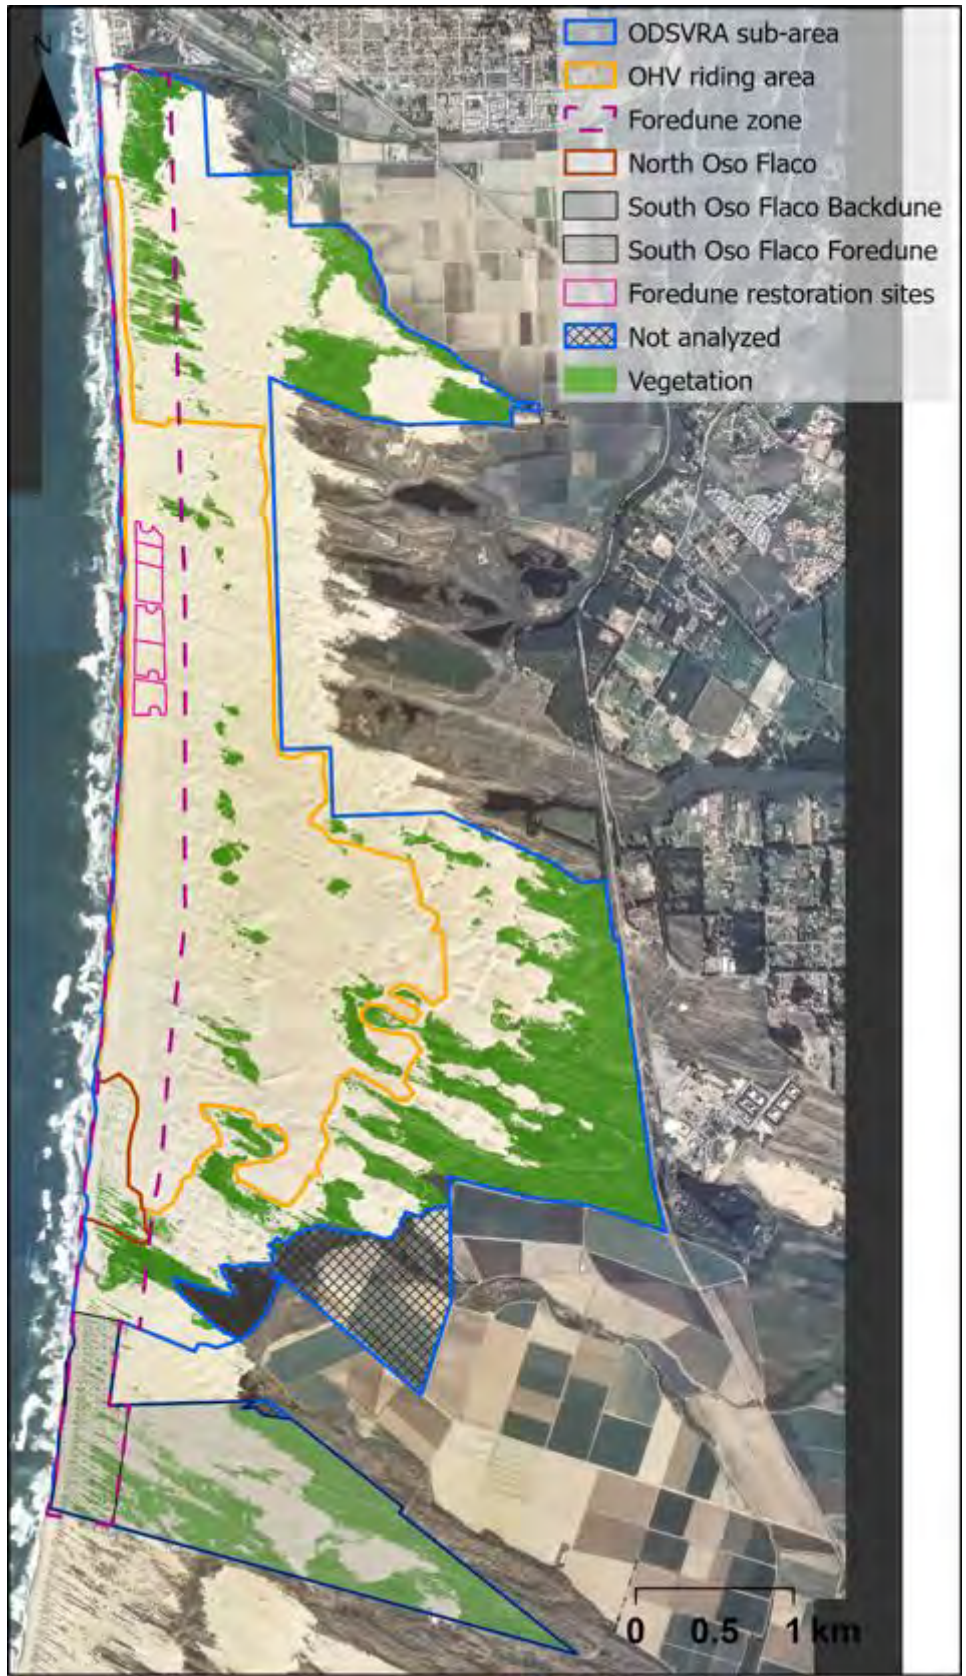 N
ODSVRA sub-area
OHV riding area
Foredune zone
North Oso Flaco
South Oso Flaco Backdune
South Oso Flaco Foredune
Foredune restoration sites
Not analyzed
Vegetation
0 0.5 1 km